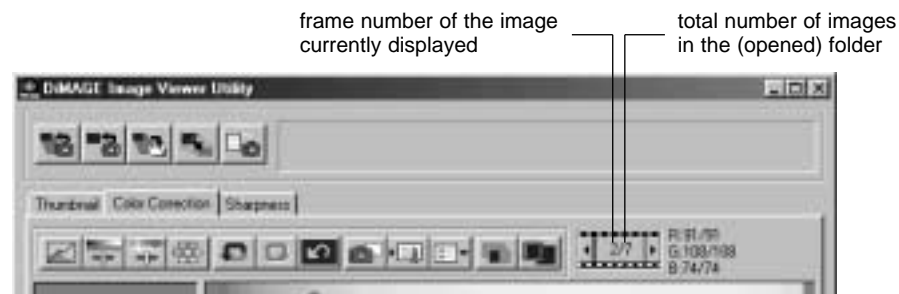 frame number of the image
currently displayed
total number of images
in the (opened) folder
DiMAGE Image Viewer Utility
Thumbnail Color Correction Sharpness
2/7
R:91/91
G:108/108
B:74/74